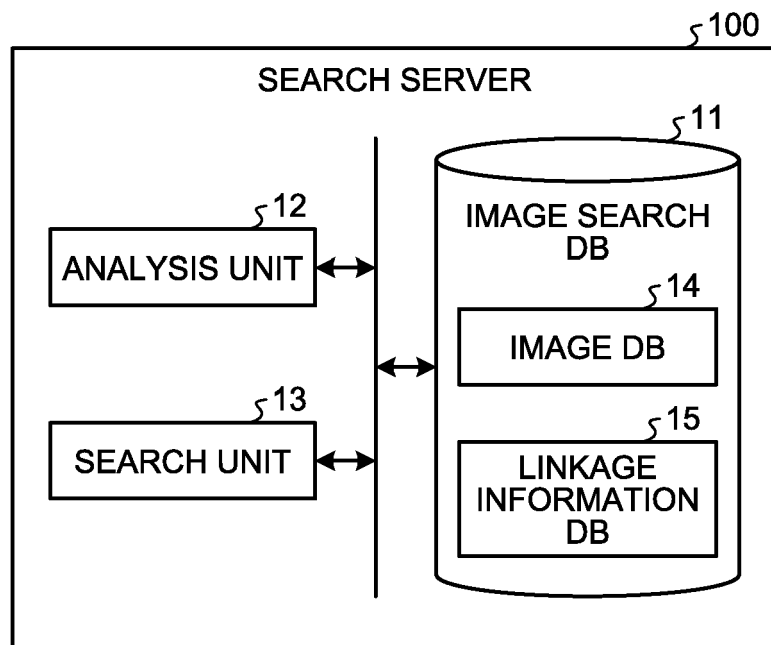 100
SEARCH SERVER
11
12
ANALYSIS UNIT
IMAGE SEARCH
DB
14
IMAGE DB
13
SEARCH UNIT
15
LINKAGE
INFORMATION
DB